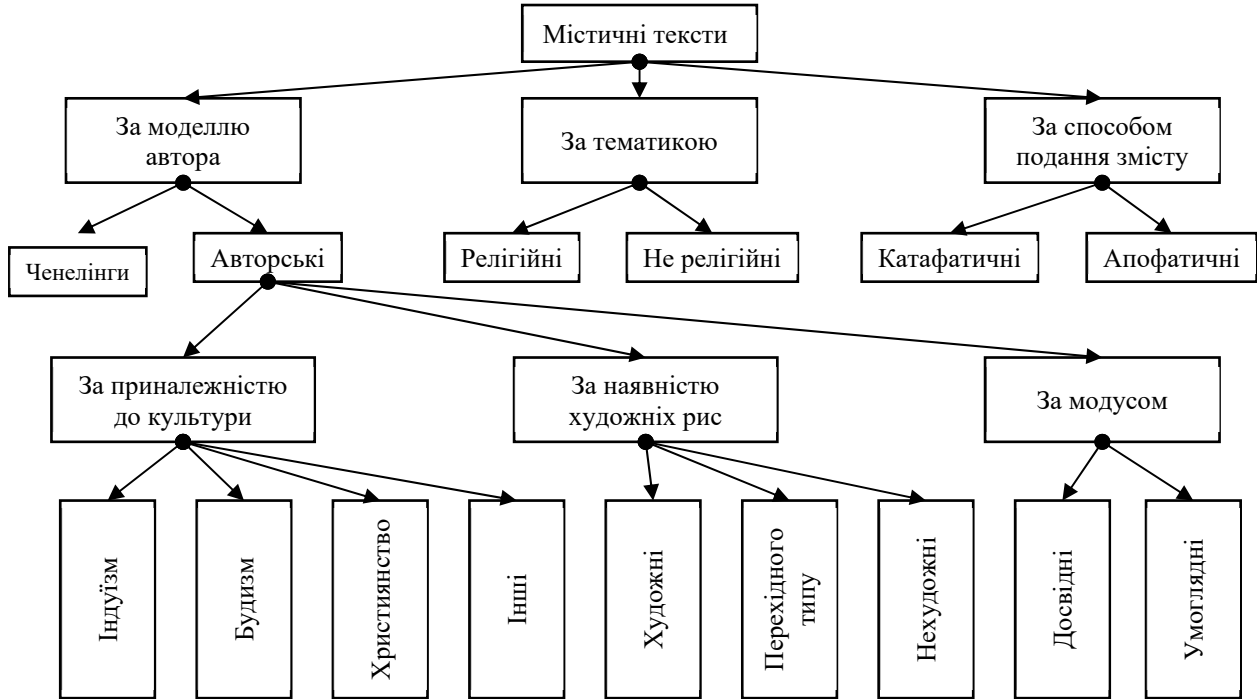 Містичні тексти
За моделлю
автора
За тематикою
За способом
подання змісту
Ченелінги
Авторські
Релігійні
Не релігійні
Катафатичні
Апофатичні
За приналежністю
до культури
За наявністю
художніх рис
За модусом
Індуїзм
Будизм
Християнство
Інші
Художні
Перехідного
типу
Нехудожні
Досвідні
Умоглядні